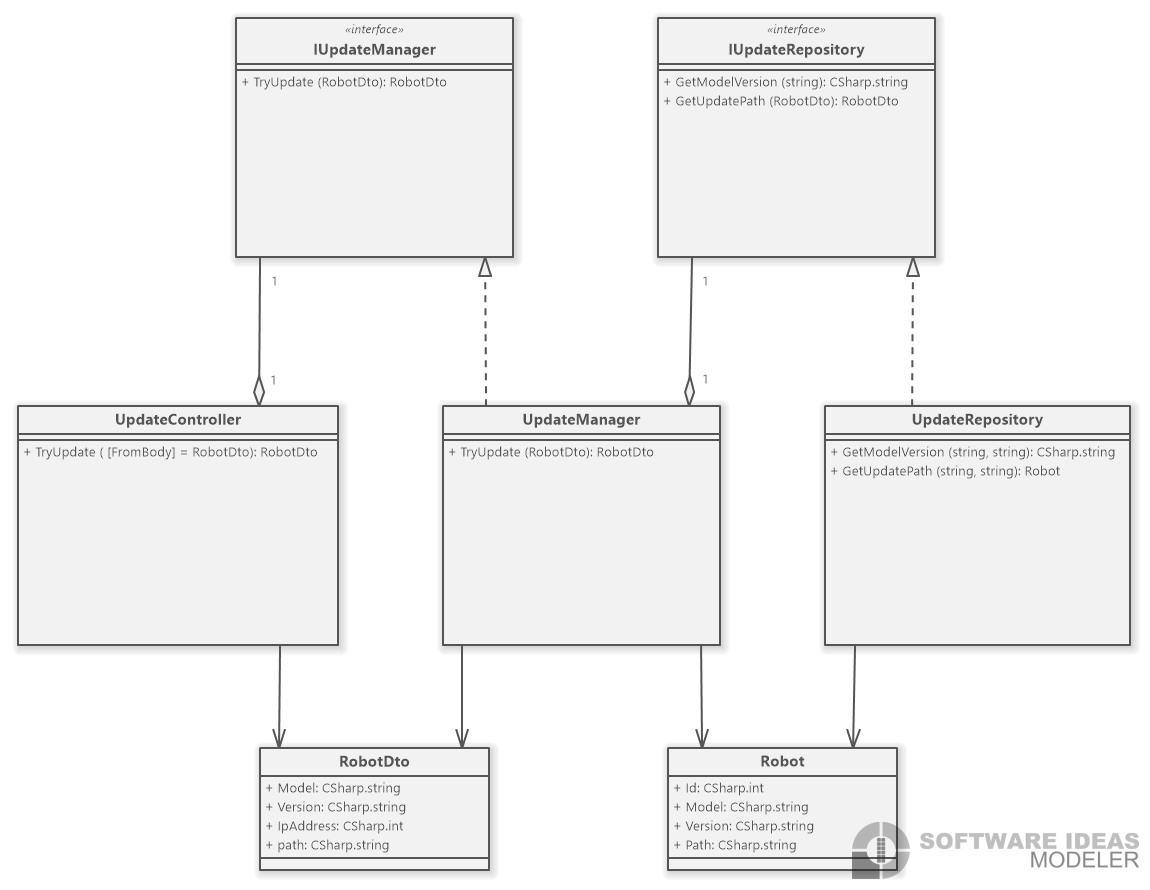 «interface»
IUpdateManager
+ TryUpdate (RobotDto): RobotDto
«interface»
IUpdateRepository
+ GetModelVersion (string): CSharp.string
+ GetUpdatePath (RobotDto): RobotDto
1
1
1
1
UpdateController
+ TryUpdate ( [FromBody] = RobotDto): RobotDto
UpdateManager
+ TryUpdate (RobotDto): RobotDto
UpdateRepository
+ GetModelVersion (string, string): CSharp.string
+ GetUpdatePath (string, string): Robot
RobotDto
+ Model: CSharp.string
+ Version: CSharp.string
+ IpAddress: CSharp.int
+ path: CSharp.string
Robot
+ Id: CSharp.int
+ Model: CSharp.string
+ Version: CSharp.string
+ Path: CSharp.string
SOFTWARE IDEAS
MODELER